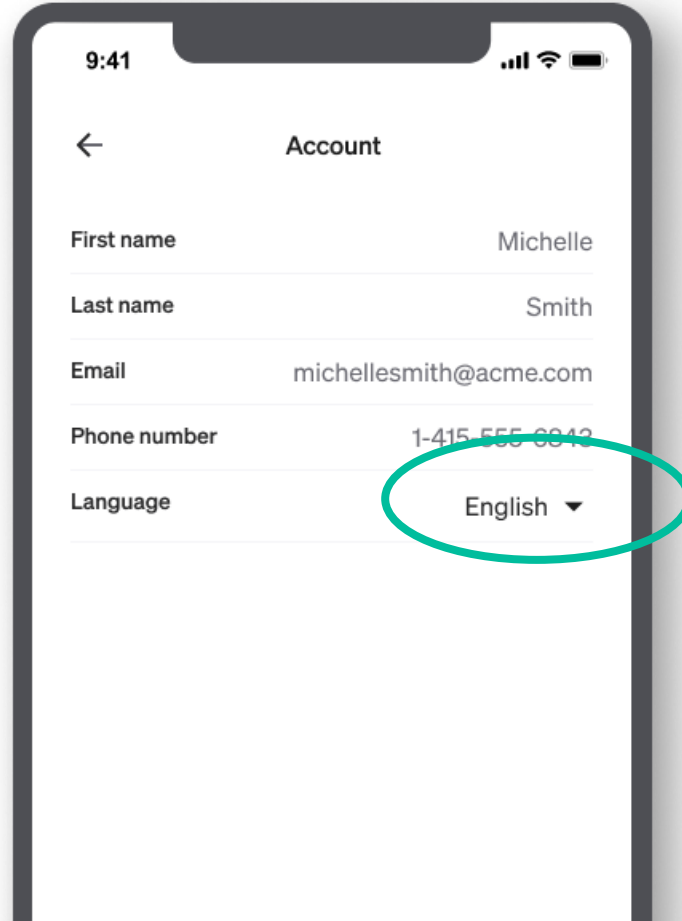 9:41
Account
First name Michelle
Last name Smith
Email michellesmith@acme.com
Phone number 1-415-555-6843
Language English